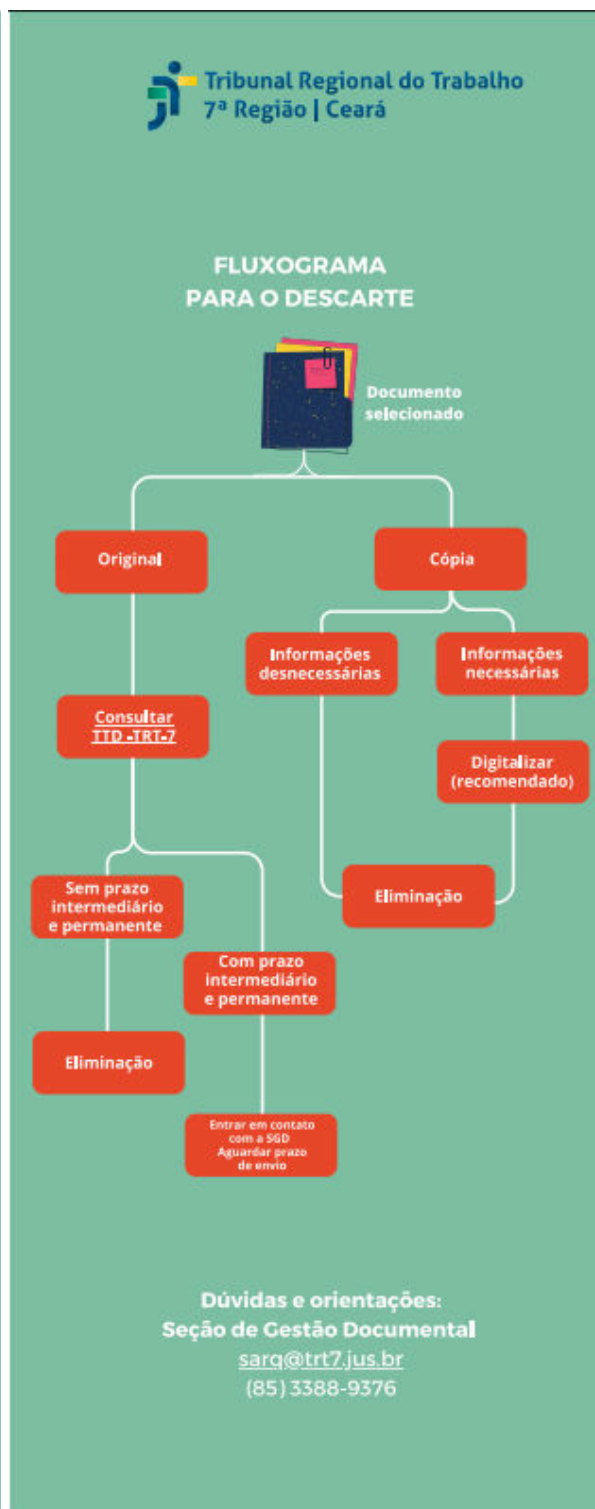 Tribunal Regional do Trabalho
7ª Região | Ceará
FLUXOGRAMA
PARA O DESCARTE
Documento
selecionado
Original
Cópia
Informações
desnecessárias
Informações
necessárias
Consultar
TTD -TRT-7
Digitalizar
(recomendado)
Sem prazo
intermediário
e permanente
Eliminação
Com prazo
intermediário
e permanente
Eliminação
Entrar em contato
com a SGD
Aguardar prazo
de envio
Dúvidas e orientações:
Seção de Gestão Documental
sarq@trt7.jus.br
(85) 3388-9376